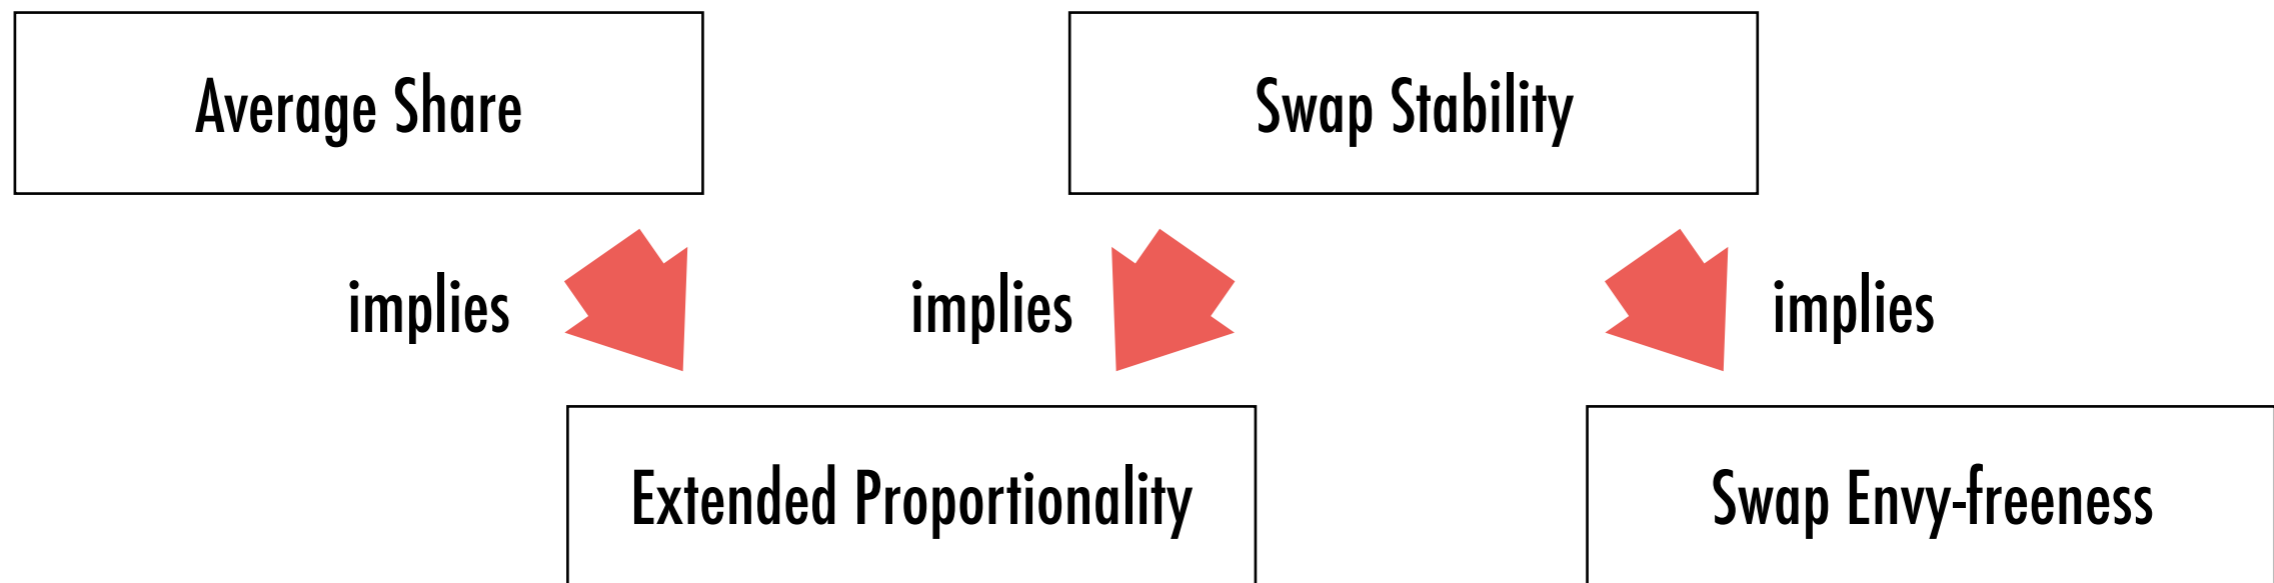 Average Share
Swap Stability
implies
implies
implies
Extended Proportionality
Swap Envy-freeness